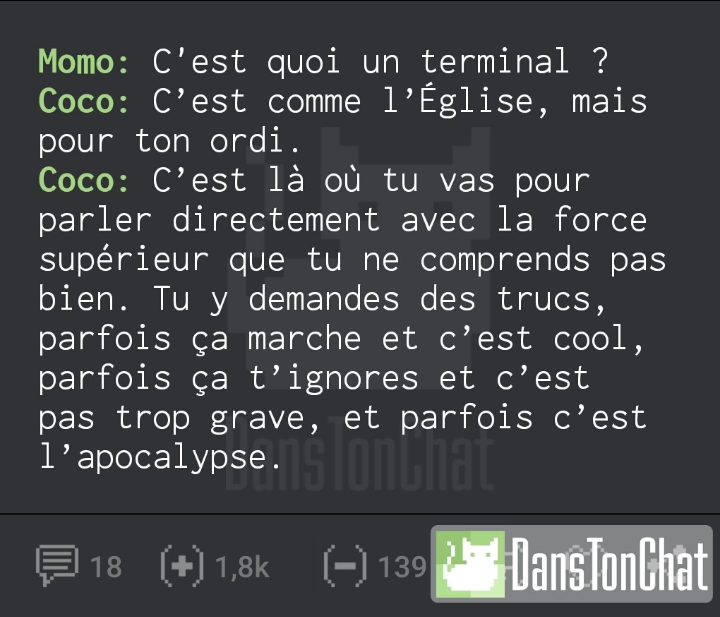 Momo: C'est quoi un terminal ?
Coco: C’est comme l’Église, mais
pour ton ordi.
Coco: C’est là où tu vas pour
parler directement avec la force
supérieur que tu ne comprends pas
bien. Tu y demandes des trucs,
parfois ça marche et c’est cool,
parfois ça t’ignores et c’est
pas trop grave, et parfois c’est
l’apocalypse.
DansTonChat
18 (+) 1,8k (-) 139
DansTonChat